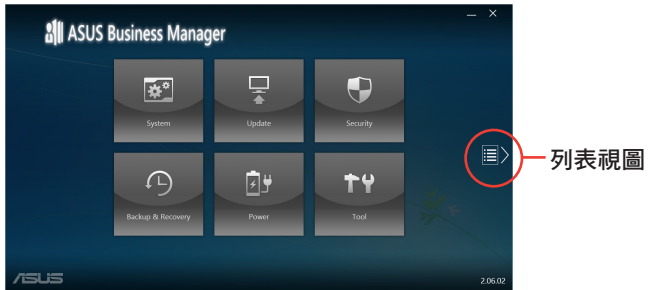 ASUS Business Manager
System
Update
Security
列表視圖
Backup & Recovery
Power
Tool
ASUS
2.06.02